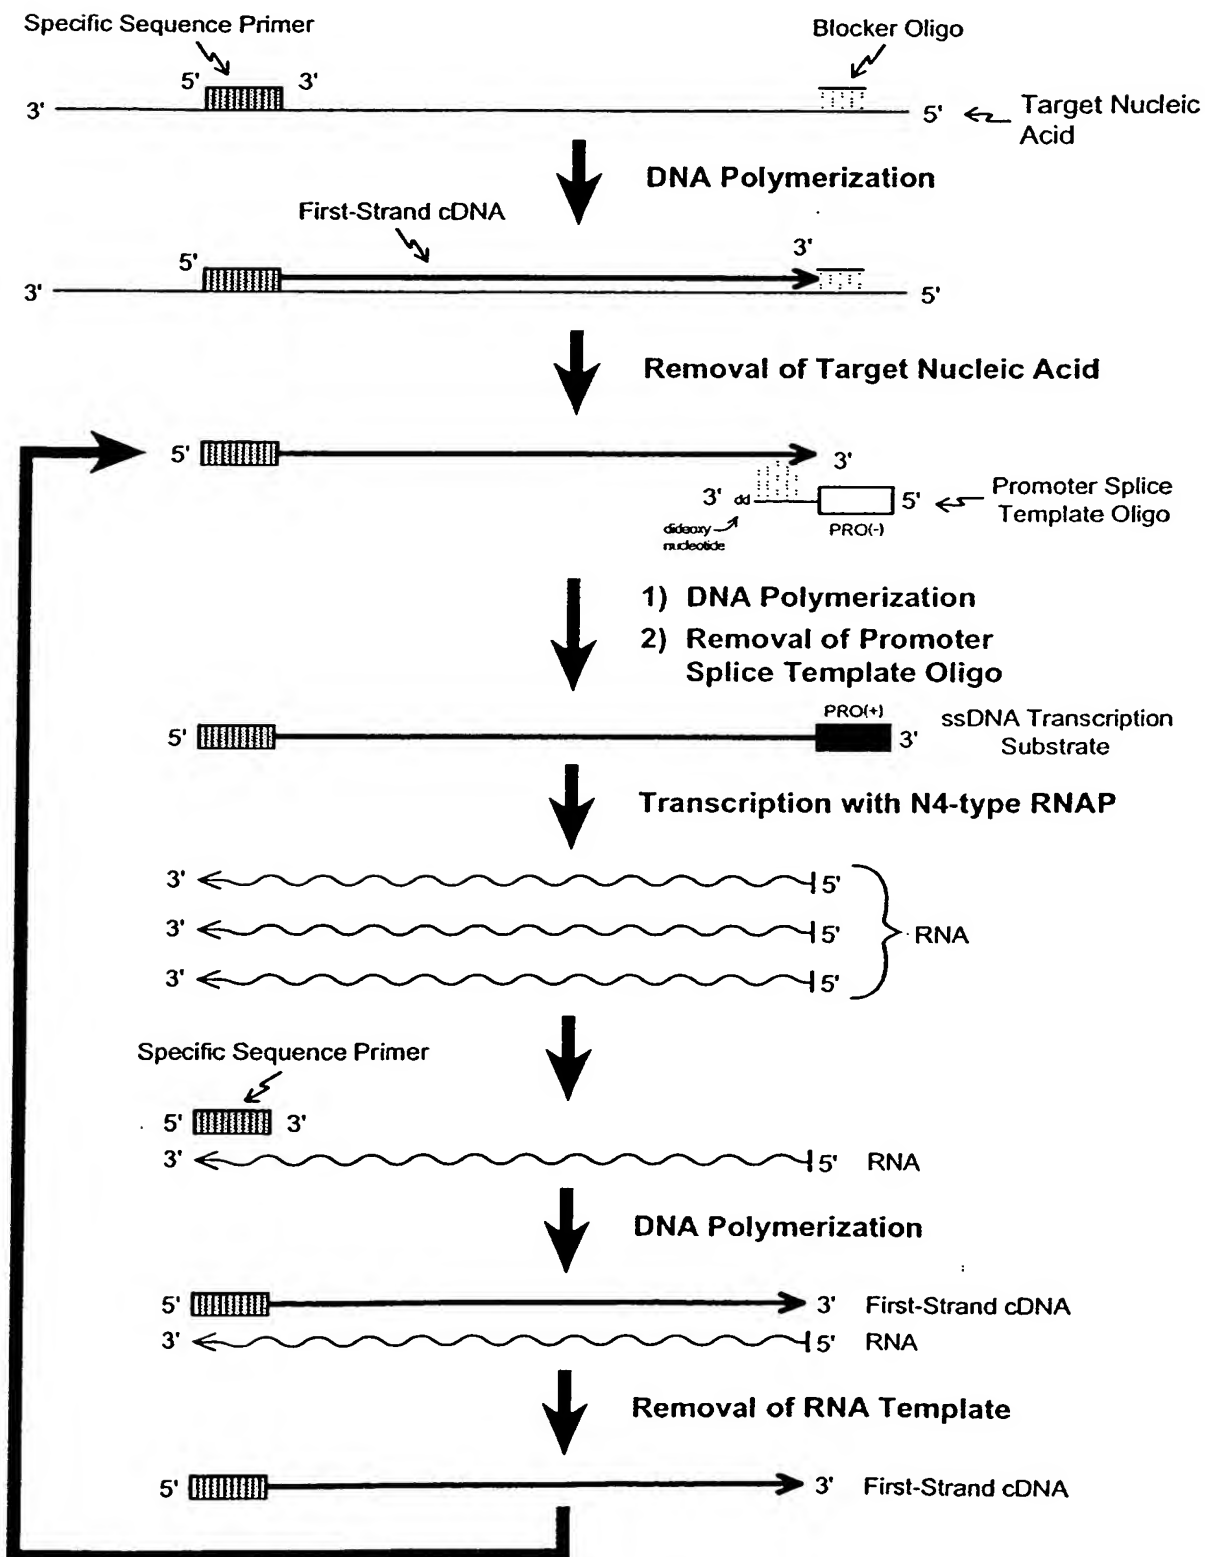 Specific Sequence Primer
Blocker Oligo
5'
3'
3'
5'
Target Nucleic
Acid
DNA Polymerization
First-Strand cDNA
3'
5'
3'
5'
Removal of Target Nucleic Acid
5'
3'
3'
dd
5'
Promoter Splice
Template Oligo
dideoxy
nucleotide
PRO(-)
1) DNA Polymerization
2) Removal of Promoter
Splice Template Oligo
PRO(+)
5'
3'
ssDNA Transcription
Substrate
Transcription with N4-type RNAP
3'
5'
3'
5'
RNA
3'
5'
Specific Sequence Primer
5'
3'
3'
5'
RNA
DNA Polymerization
5'
3'
First-Strand cDNA
3'
5'
RNA
Removal of RNA Template
5'
3'
First-Strand cDNA